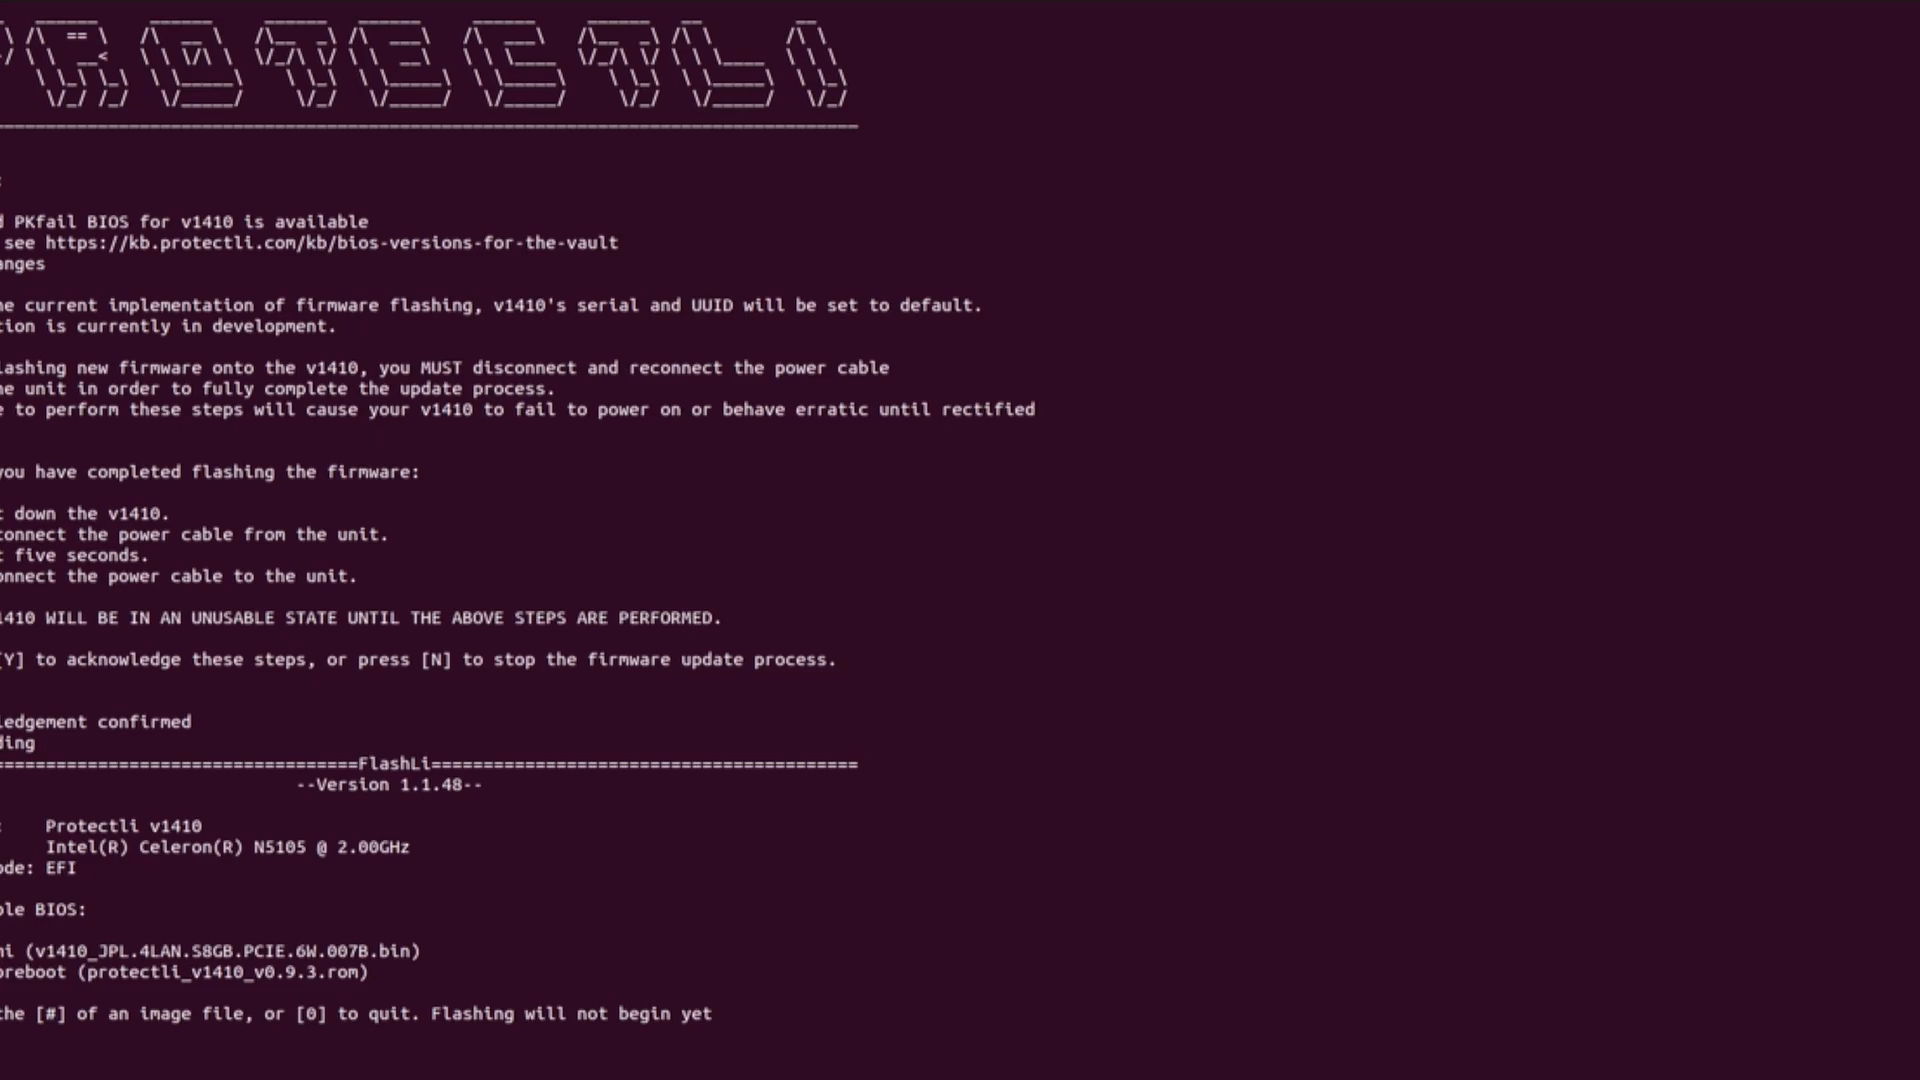 PROTECTLI
PKfail BIOS for v1410 is available
see https://kb.protectli.com/kb/bios-versions-for-the-vault
anges
he current implementation of firmware flashing, v1410's serial and UUID will be set to default.
tion is currently in development.
lashing new firmware onto the v1410, you MUST disconnect and reconnect the power cable
he unit in order to fully complete the update process.
e to perform these steps will cause your v1410 to fail to power on or behave erratic until rectified
you have completed flashing the firmware:
t down the v1410.
connect the power cable from the unit.
t five seconds.
onnect the power cable to the unit.
1410 WILL BE IN AN UNUSABLE STATE UNTIL THE ABOVE STEPS ARE PERFORMED.
[Y] to acknowledge these steps, or press [N] to stop the firmware update process.
ledgement confirmed
ding
==================================FlashLi=========================================
--Version 1.1.48--
: Protectli v1410
Intel(R) Celeron(R) N5105 @ 2.00GHz
ode: EFI
ble BIOS:
mi (v1410_JPL.4LAN.S8GB.PCIE.6W.007B.bin)
oreboot (protectli_v1410_v0.9.3.rom)
the [#] of an image file, or [0] to quit. Flashing will not begin yet